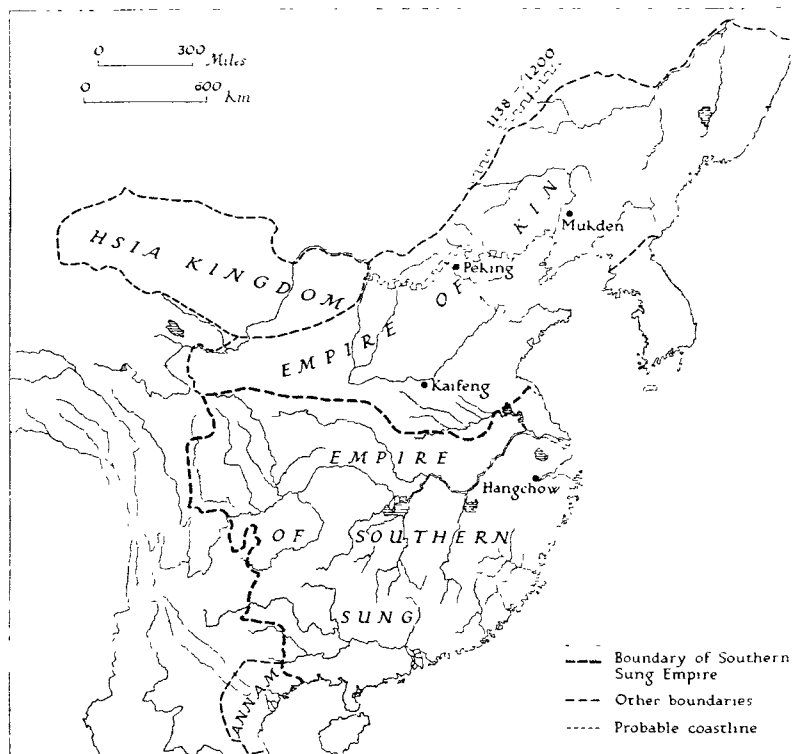 0 300 Miles
0 600 Km
1138
1200
HSIA KINGDOM
EMPIRE OF KIN
Mukden
Peking
Kaifeng
EMPIRE
Hangchow
OF SOUTHERN
SUNG
ANNAM
Boundary of Southern
Sung Empire
Other boundaries
Probable coastline